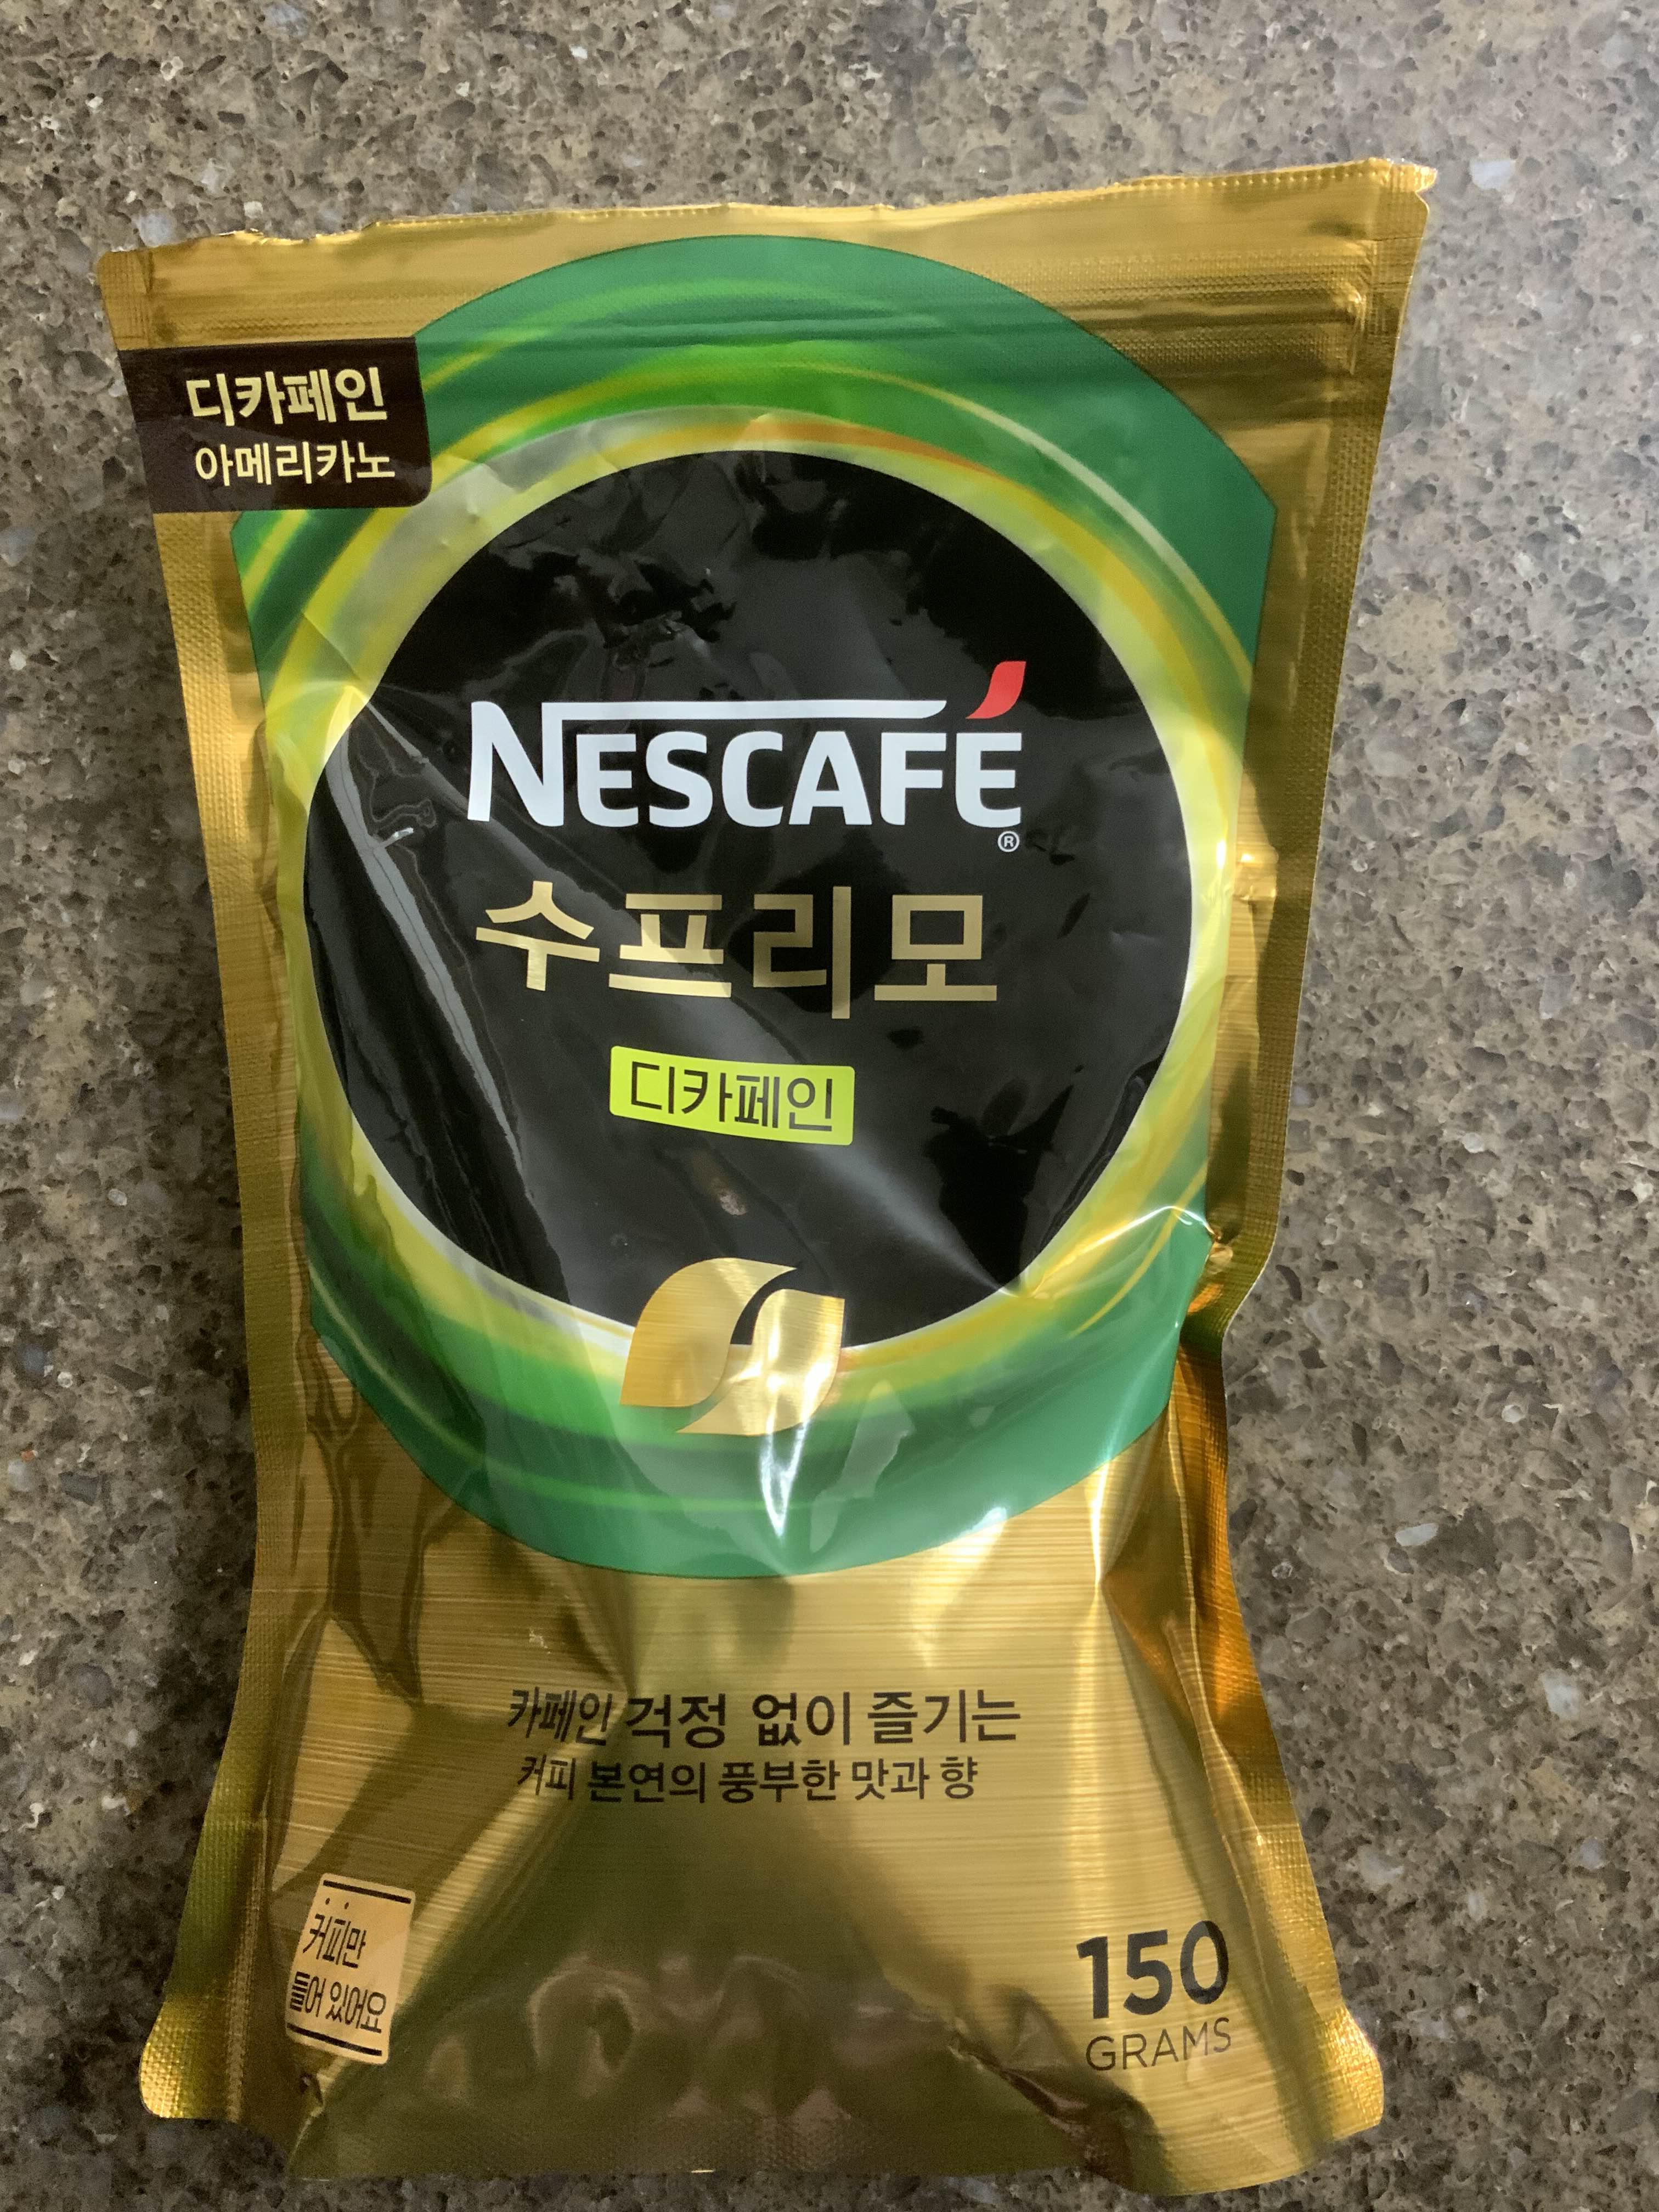 디카페인
아메리카노
NESCAFÉ
®
수프리모
디카페인
카페인 걱정 없이 즐기는
커피 본연의 풍부한 맛과 향
커피만
들어 있어요
150
GRAMS